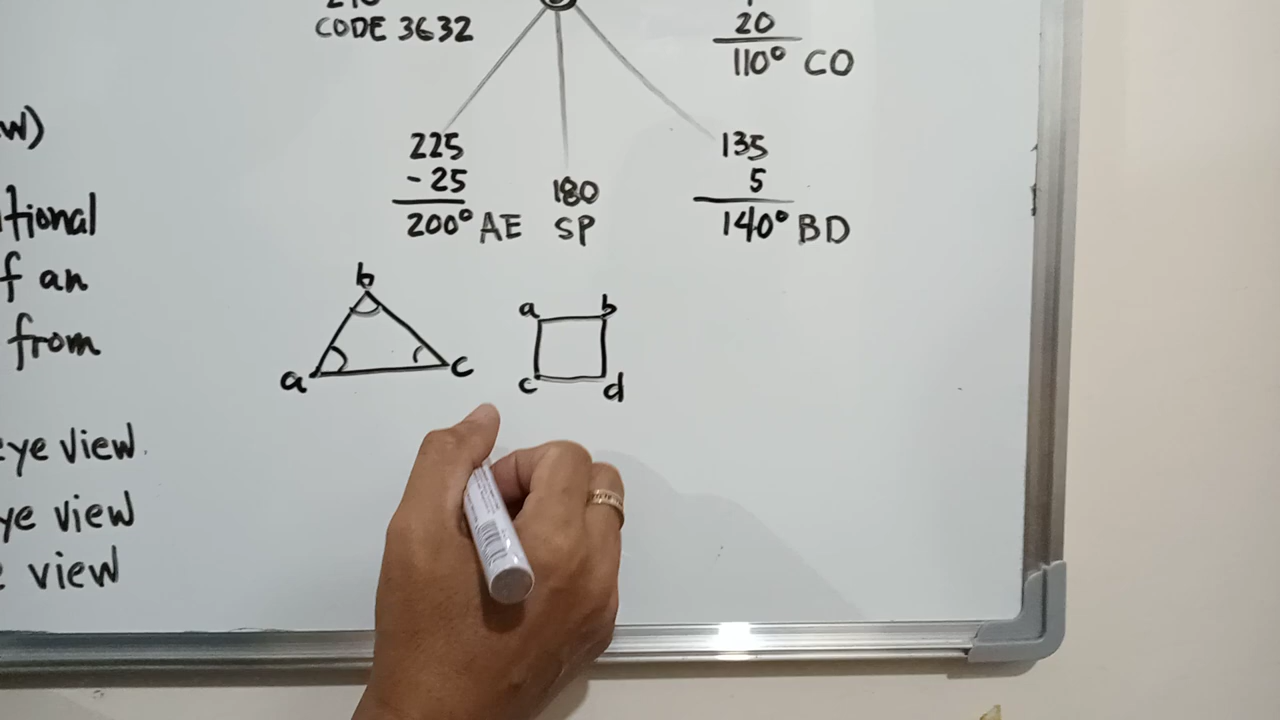 CODE 3632
20
110° CO
w)
225
-25
200° AE
180
SP
135
5
140° BD
tional
f an
from
eye view.
ye view
e view
b
a
c
a
b
c
d